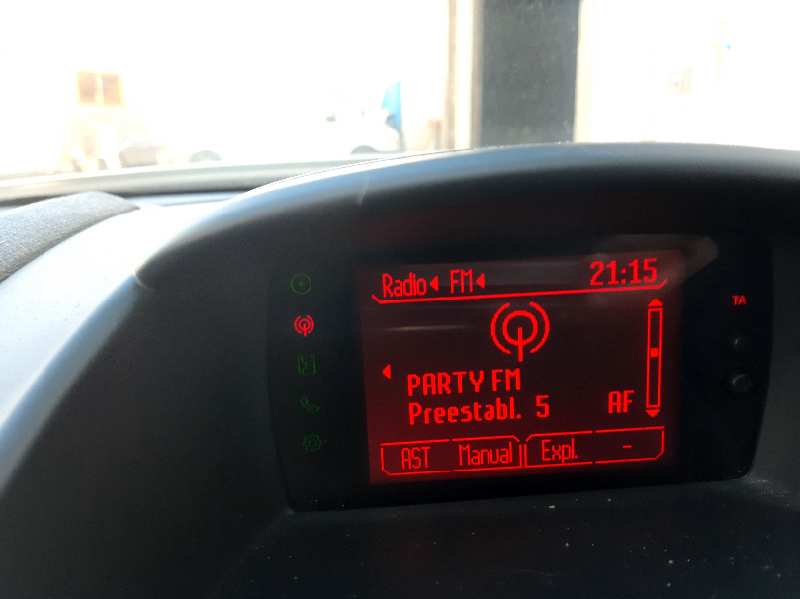 Radio FM 21:15
TA
PARTY FM
Preestabl. 5 AF
AST Manual Expl. -